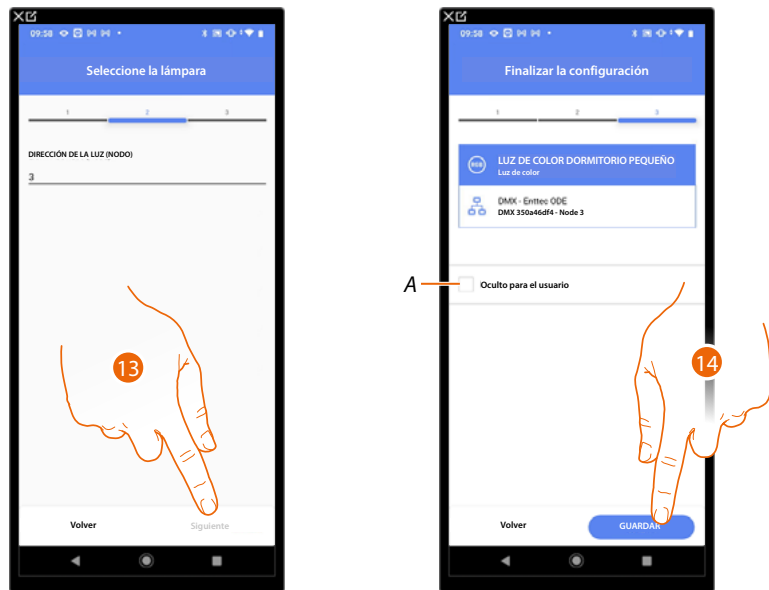 09:58
Seleccione la lámpara
1 2 3
DIRECCIÓN DE LA LUZ (NODO)
3
13
Volver
Siguiente
09:58
Finalizar la configuración
1 2 3
RGB
LUZ DE COLOR DORMITORIO PEQUEÑO
Luz de color
DMX - Enttec ODE
DMX 350a46df4 - Node 3
A
Oculto para el usuario
14
Volver
GUARDAR